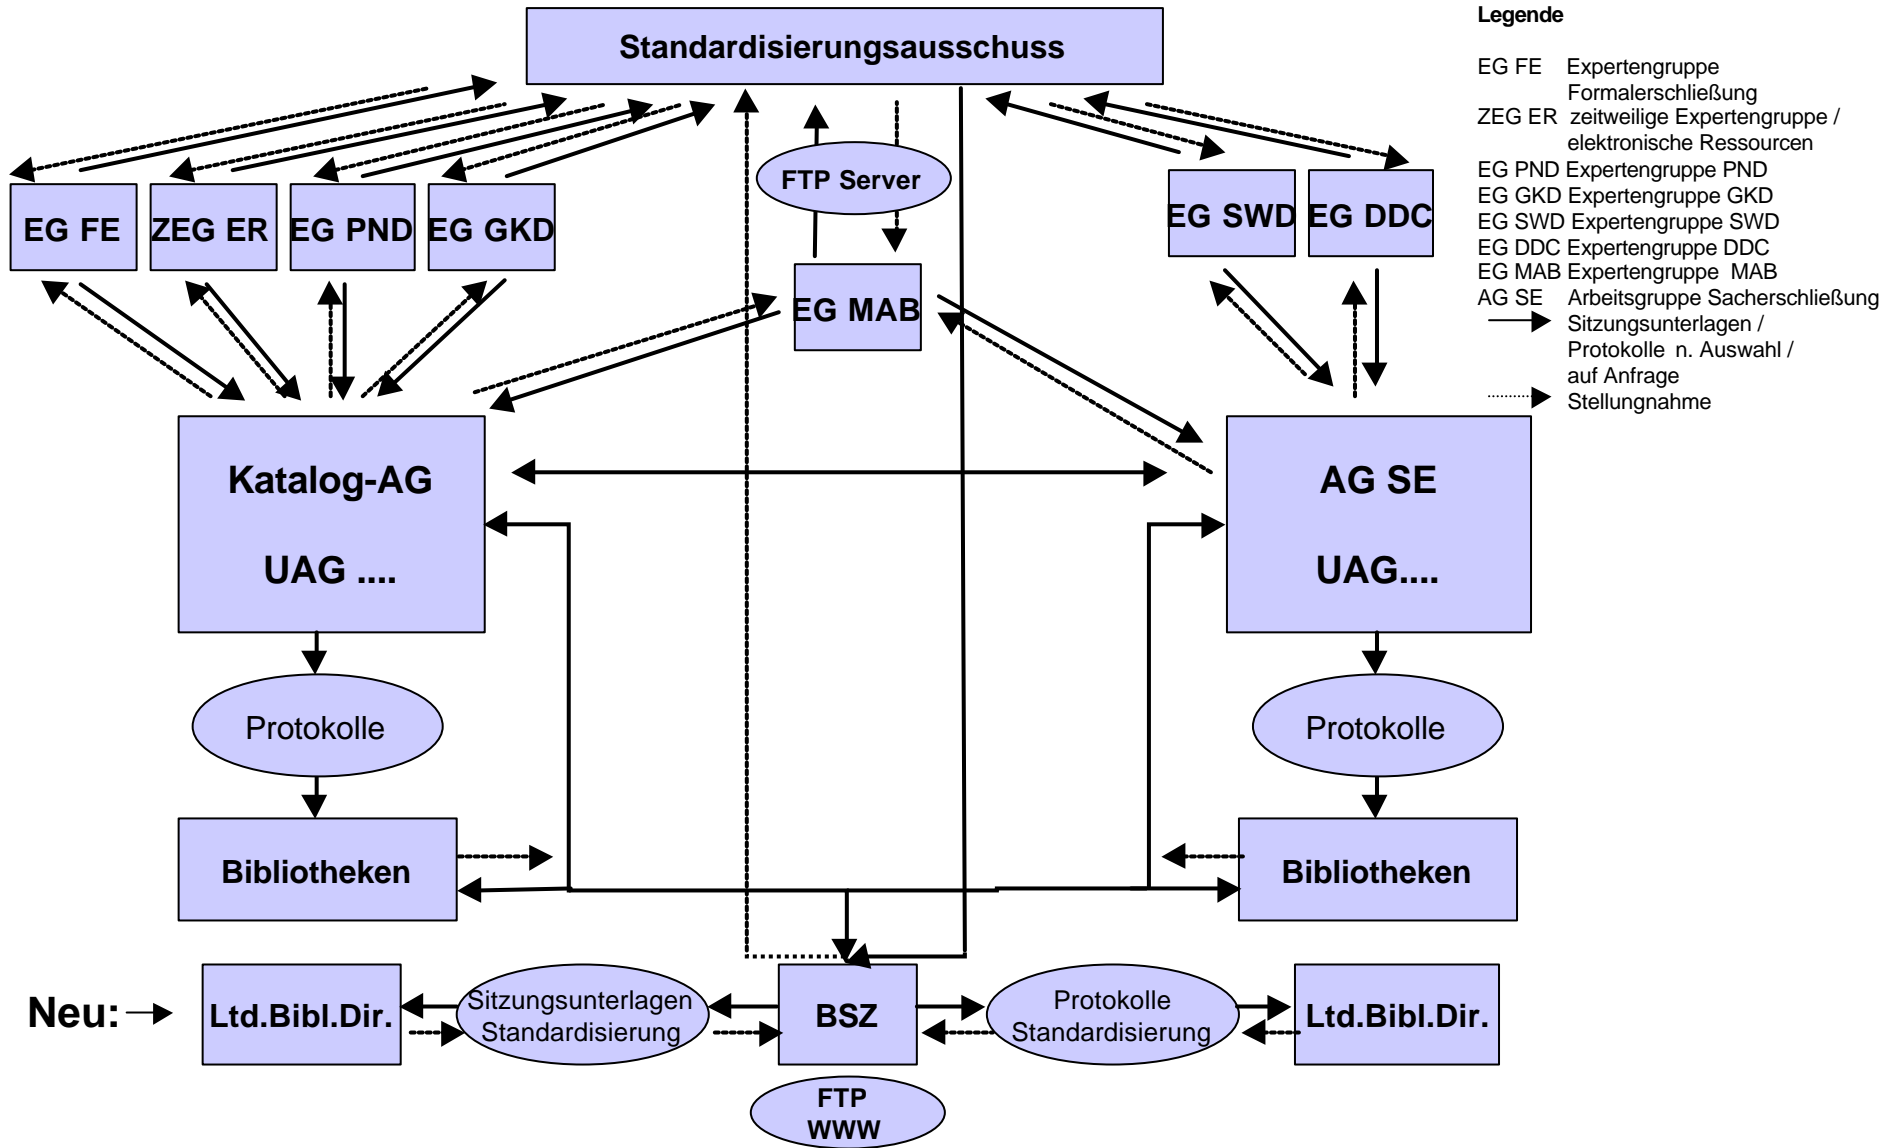 Standardisierungsausschuss
FTP Server
EG FE
ZEG ER
EG PND
EG GKD
EG SWD
EG DDC
EG MAB
Katalog-AG
UAG ....
AG SE
UAG....
Protokolle
Protokolle
Bibliotheken
Bibliotheken
Neu:
Ltd.Bibl.Dir.
Sitzungsunterlagen
Standardisierung
BSZ
Protokolle
Standardisierung
Ltd.Bibl.Dir.
FTP
WWW
Legende
EG FE Expertengruppe
Formalerschließung
ZEG ER zeitweilige Expertengruppe /
elektronische Ressourcen
EG PND Expertengruppe PND
EG GKD Expertengruppe GKD
EG SWD Expertengruppe SWD
EG DDC Expertengruppe DDC
EG MAB Expertengruppe MAB
AG SE Arbeitsgruppe Sacherschließung
Sitzungsunterlagen /
Protokolle n. Auswahl /
auf Anfrage
Stellungnahme